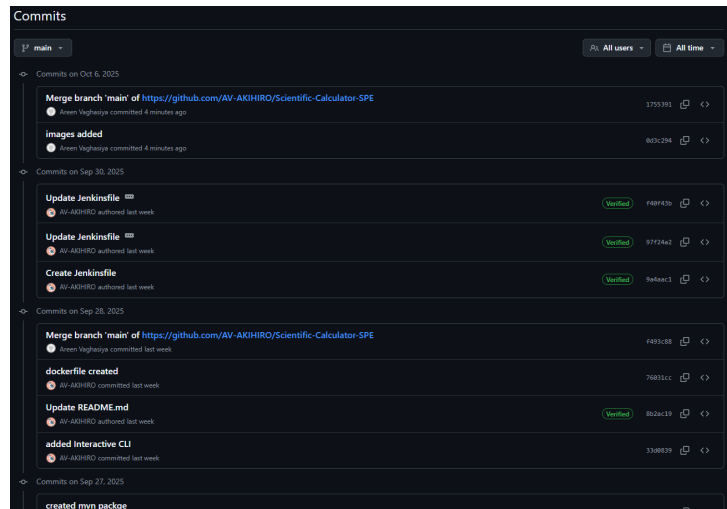 Commits
main
All users
All time
Commits on Oct 6, 2025
Merge branch 'main' of https://github.com/AV-AKIHIRO/Scientific-Calculator-SPE
Areen Vaghasiya committed 4 minutes ago
1755391
images added
Areen Vaghasiya committed 4 minutes ago
0d3c294
Commits on Sep 30, 2025
Update Jenkinsfile
AV-AKIHIRO authored last week
Verified
f40f43b
Update Jenkinsfile
AV-AKIHIRO authored last week
Verified
97f24a2
Create Jenkinsfile
AV-AKIHIRO authored last week
Verified
9a4aac1
Commits on Sep 28, 2025
Merge branch 'main' of https://github.com/AV-AKIHIRO/Scientific-Calculator-SPE
Areen Vaghasiya committed last week
f493c88
dockerfile created
AV-AKIHIRO committed last week
76031cc
Update README.md
AV-AKIHIRO authored last week
Verified
8b2ac19
added Interactive CLI
AV-AKIHIRO committed last week
33d0839
Commits on Sep 27, 2025
created mvn packge